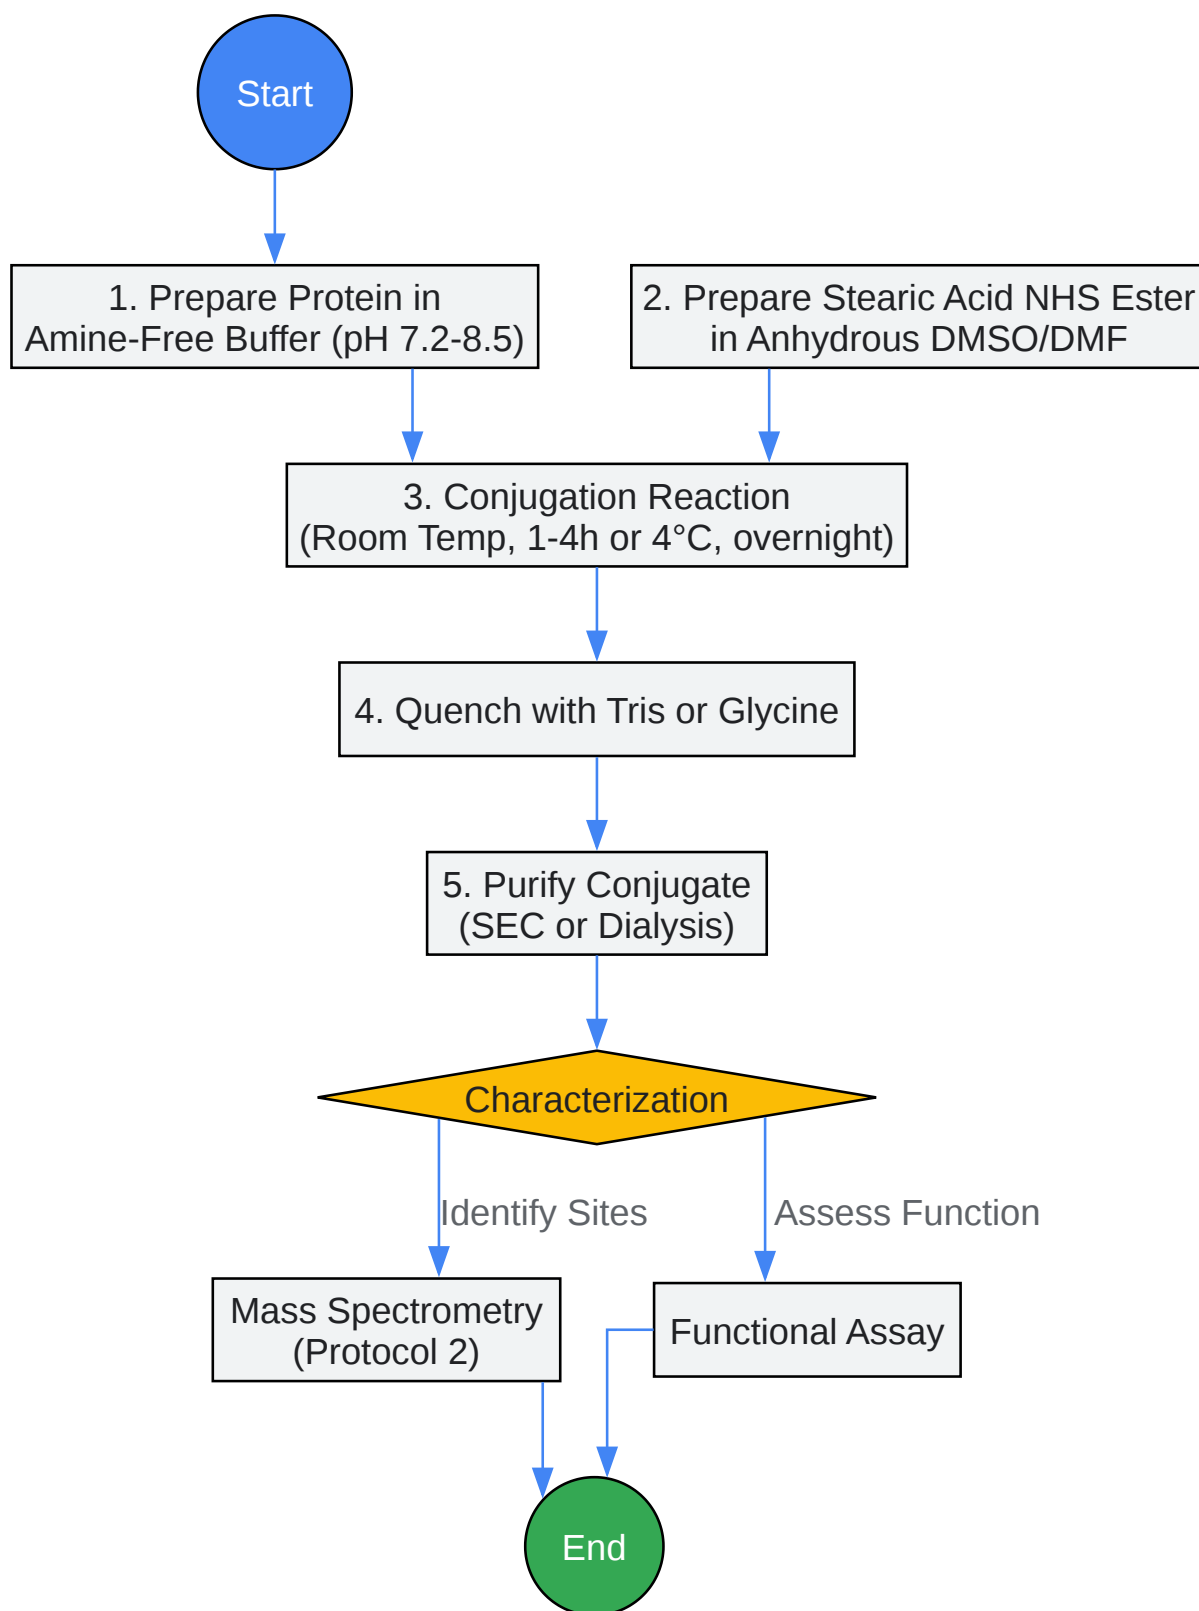 Start
1. Prepare Protein in
Amine-Free Buffer (pH 7.2-8.5)
2. Prepare Stearic Acid NHS Ester
in Anhydrous DMSO/DMF
3. Conjugation Reaction
(Room Temp, 1-4h or 4°C, overnight)
4. Quench with Tris or Glycine
5. Purify Conjugate
(SEC or Dialysis)
Characterization
Identify Sites
Assess Function
Mass Spectrometry
(Protocol 2)
Functional Assay
End